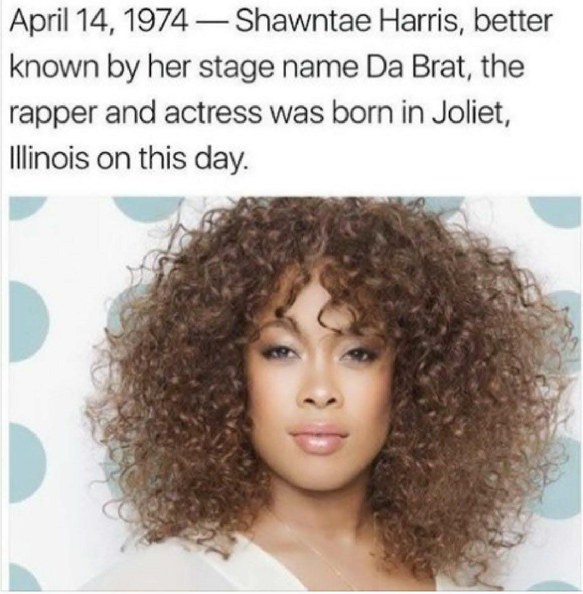 April 14, 1974 — Shawntae Harris, better
known by her stage name Da Brat, the
rapper and actress was born in Joliet,
Illinois on this day.